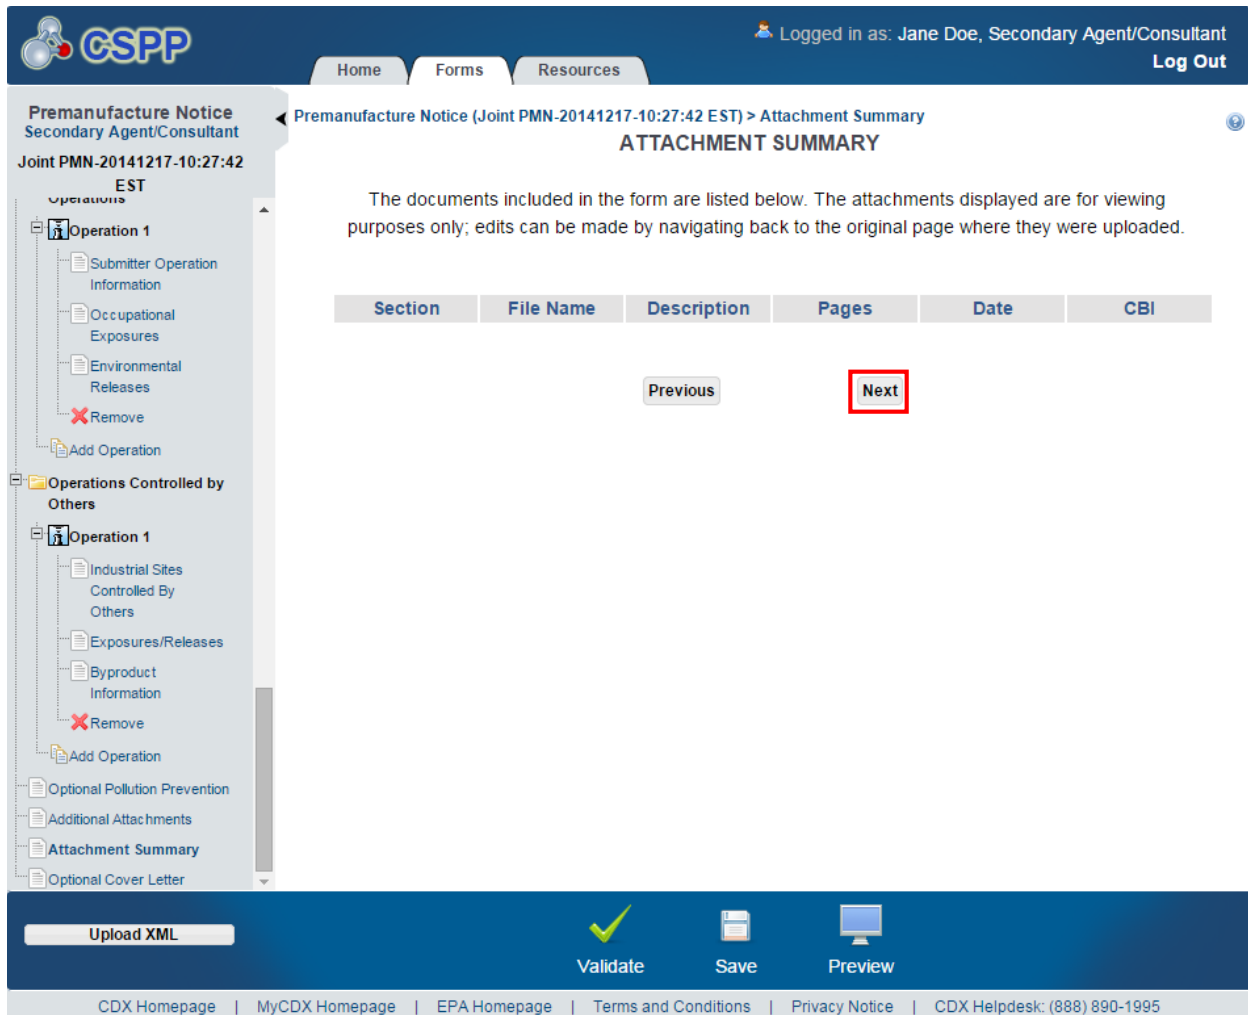 CSPP
Logged in as: Jane Doe, Secondary Agent/Consultant
Log Out
Home
Forms
Resources
Premanufacture Notice
Secondary Agent/Consultant
Joint PMN-20141217-10:27:42
EST
Operations
Operation 1
Submitter Operation
Information
Occupational
Exposures
Environmental
Releases
Remove
Add Operation
Operations Controlled by
Others
Operation 1
Industrial Sites
Controlled By
Others
Exposures/Releases
Byproduct
Information
Remove
Add Operation
Optional Pollution Prevention
Additional Attachments
Attachment Summary
Optional Cover Letter
Premanufacture Notice (Joint PMN-20141217-10:27:42 EST) > Attachment Summary
ATTACHMENT SUMMARY
The documents included in the form are listed below. The attachments displayed are for viewing
purposes only; edits can be made by navigating back to the original page where they were uploaded.
Section File Name Description Pages Date CBI
Previous Next
Upload XML
Validate Save Preview
CDX Homepage | MyCDX Homepage | EPA Homepage | Terms and Conditions | Privacy Notice | CDX Helpdesk: (888) 890-1995